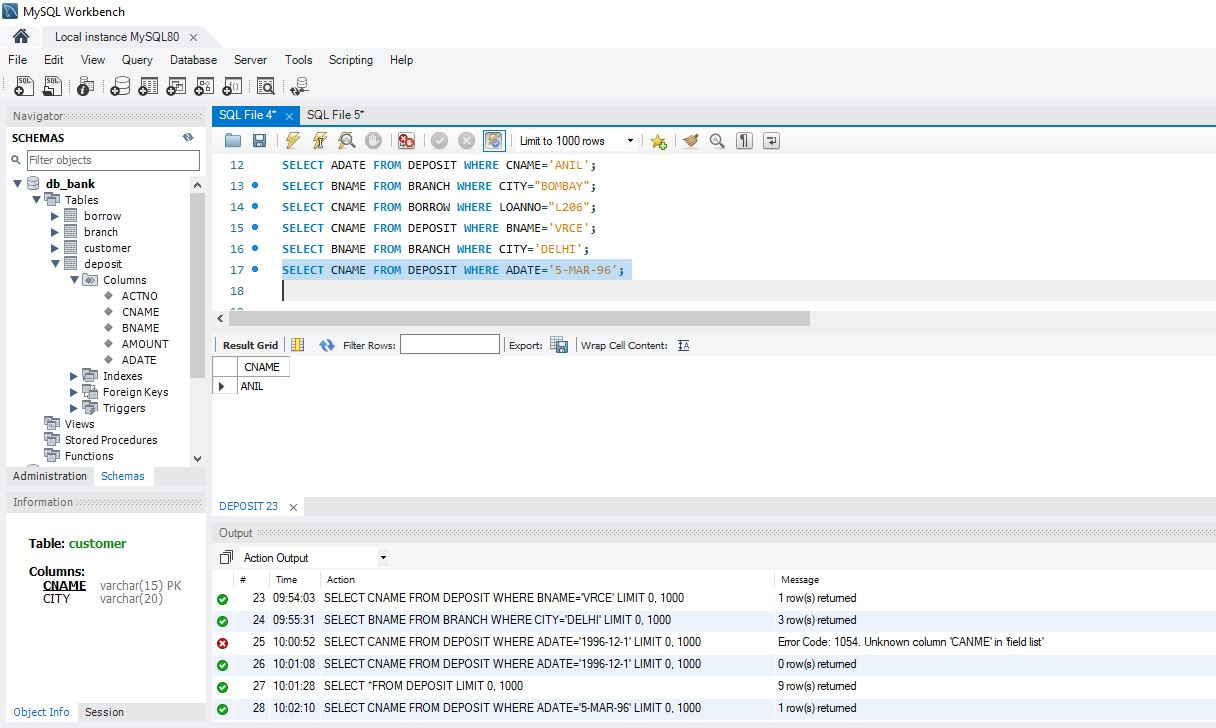 MySQL Workbench
Local instance MySQL80
File Edit View Query Database Server Tools Scripting Help
Navigator
SCHEMAS
Filter objects
db_bank
Tables
borrow
branch
customer
deposit
Columns
ACTNO
CNAME
BNAME
AMOUNT
ADATE
Indexes
Foreign Keys
Triggers
Views
Stored Procedures
Functions
Administration Schemas
Information
Table: customer
Columns:
CNAME varchar(15) PK
CITY varchar(20)
Object Info Session
SQL File 4* SQL File 5*
Limit to 1000 rows
12 SELECT ADATE FROM DEPOSIT WHERE CNAME='ANIL';
13 SELECT BNAME FROM BRANCH WHERE CITY="BOMBAY";
14 SELECT CNAME FROM BORROW WHERE LOANNO="L206";
15 SELECT CNAME FROM DEPOSIT WHERE BNAME='VRCE';
16 SELECT BNAME FROM BRANCH WHERE CITY='DELHI';
17 SELECT CNAME FROM DEPOSIT WHERE ADATE='5-MAR-96';
18
Result Grid Filter Rows: Export: Wrap Cell Content:
CNAME
ANIL
DEPOSIT 23
Output
Action Output
# Time Action Message
23 09:54:03 SELECT CNAME FROM DEPOSIT WHERE BNAME='VRCE' LIMIT 0, 1000 1 row(s) returned
24 09:55:31 SELECT BNAME FROM BRANCH WHERE CITY='DELHI' LIMIT 0, 1000 3 row(s) returned
25 10:00:52 SELECT CANME FROM DEPOSIT WHERE ADATE='1996-12-1' LIMIT 0, 1000 Error Code: 1054. Unknown column 'CANME' in 'field list'
26 10:01:08 SELECT CNAME FROM DEPOSIT WHERE ADATE='1996-12-1' LIMIT 0, 1000 0 row(s) returned
27 10:01:28 SELECT *FROM DEPOSIT LIMIT 0, 1000 9 row(s) returned
28 10:02:10 SELECT CNAME FROM DEPOSIT WHERE ADATE='5-MAR-96' LIMIT 0, 1000 1 row(s) returned